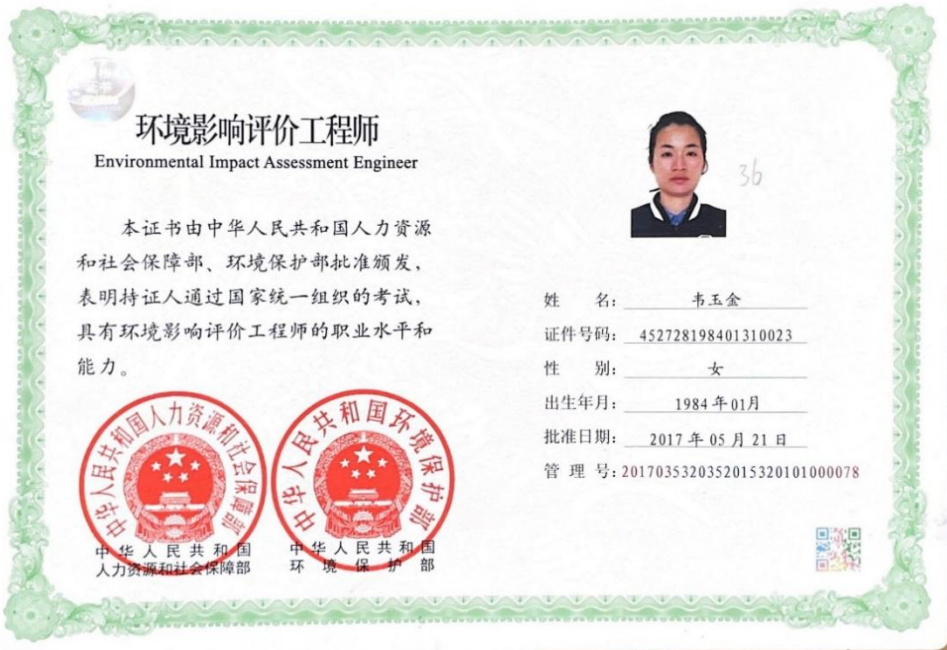 环境影响评价工程师
Environmental Impact Assessment Engineer
本证书由中华人民共和国人力资源
和社会保障部、环境保护部批准颁发,
表明持证人通过国家统一组织的考试,
具有环境影响评价工程师的职业水平和
能力。
中华人民共和国人力资源和社会保障部
中华人民共和国环境保护部
中华人民共和国
人力资源和社会保障部
中华人民共和国
环境保护部
36
姓 名: 韦玉金
证件号码: 452728198401310023
性 别: 女
出生年月: 1984年01月
批准日期: 2017年05月21日
管 理 号: 2017035320352015320101000078